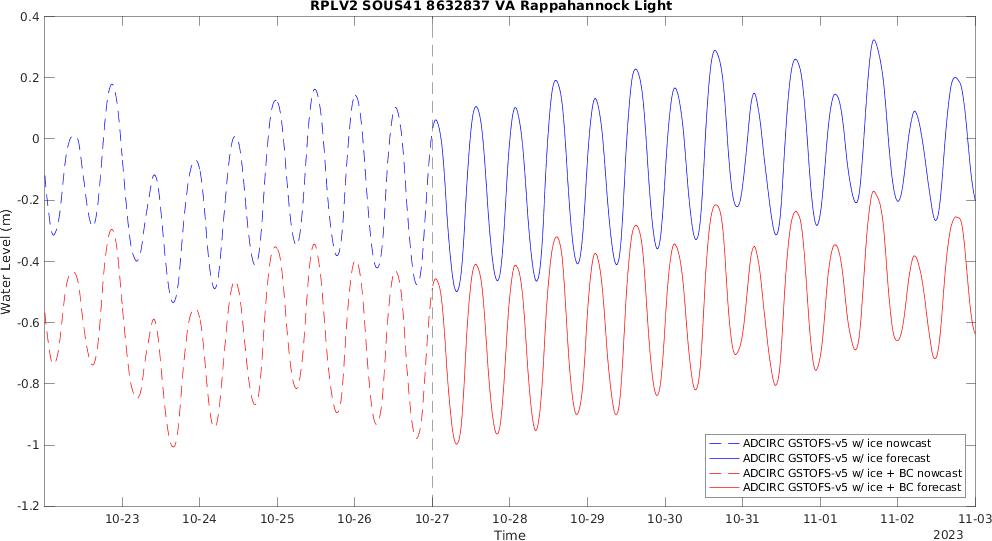 RPLV2 SOUS41 8632837 VA Rappahannock Light
0.4
0.2
0
-0.2
-0.4
-0.6
-0.8
-1
-1.2
Water Level (m)
ADCIRC GSTOFS-v5 w/ ice nowcast
ADCIRC GSTOFS-v5 w/ ice forecast
ADCIRC GSTOFS-v5 w/ ice + BC nowcast
ADCIRC GSTOFS-v5 w/ ice + BC forecast
10-23 10-24 10-25 10-26 10-27 10-28 10-29 10-30 10-31 11-01 11-02 11-03
Time
2023